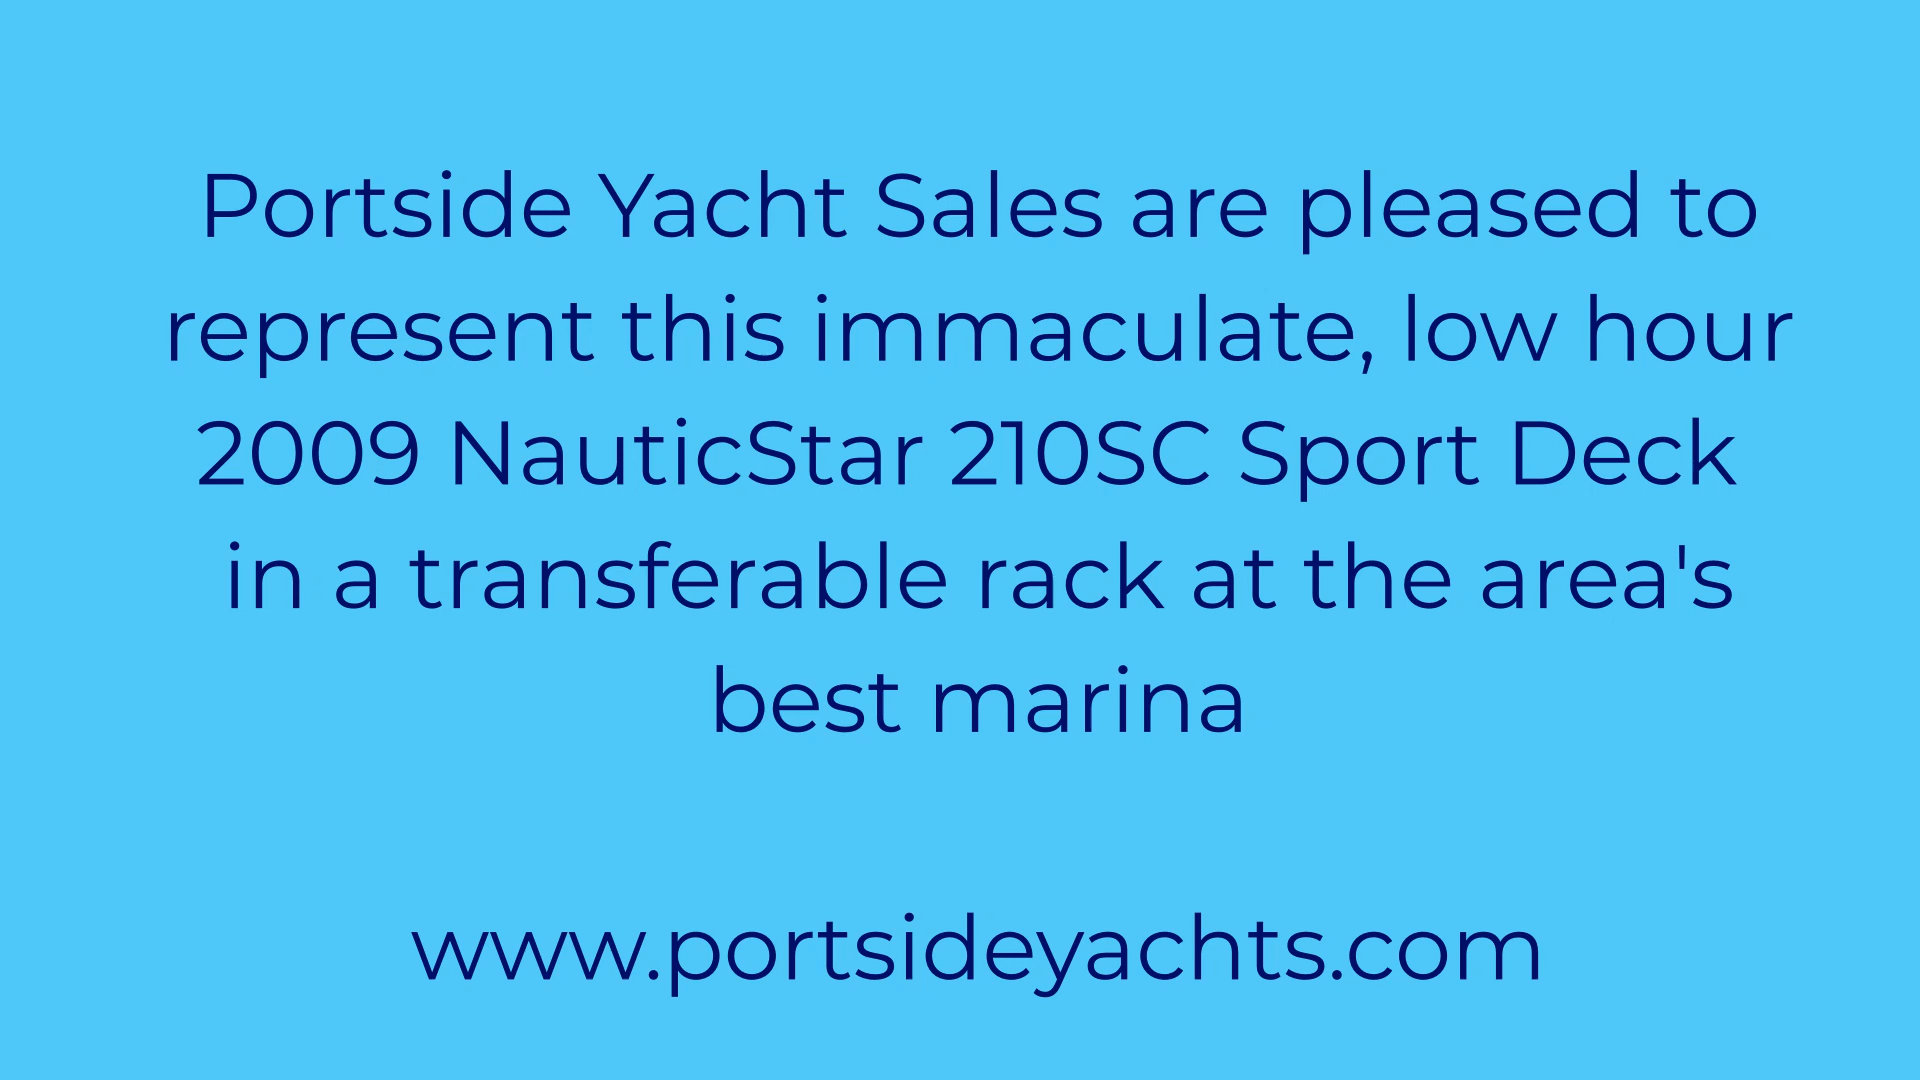 Portside Yacht Sales are pleased to
represent this immaculate, low hour
2009 NauticStar 210SC Sport Deck
in a transferable rack at the area's
best marina
www.portsideyachts.com